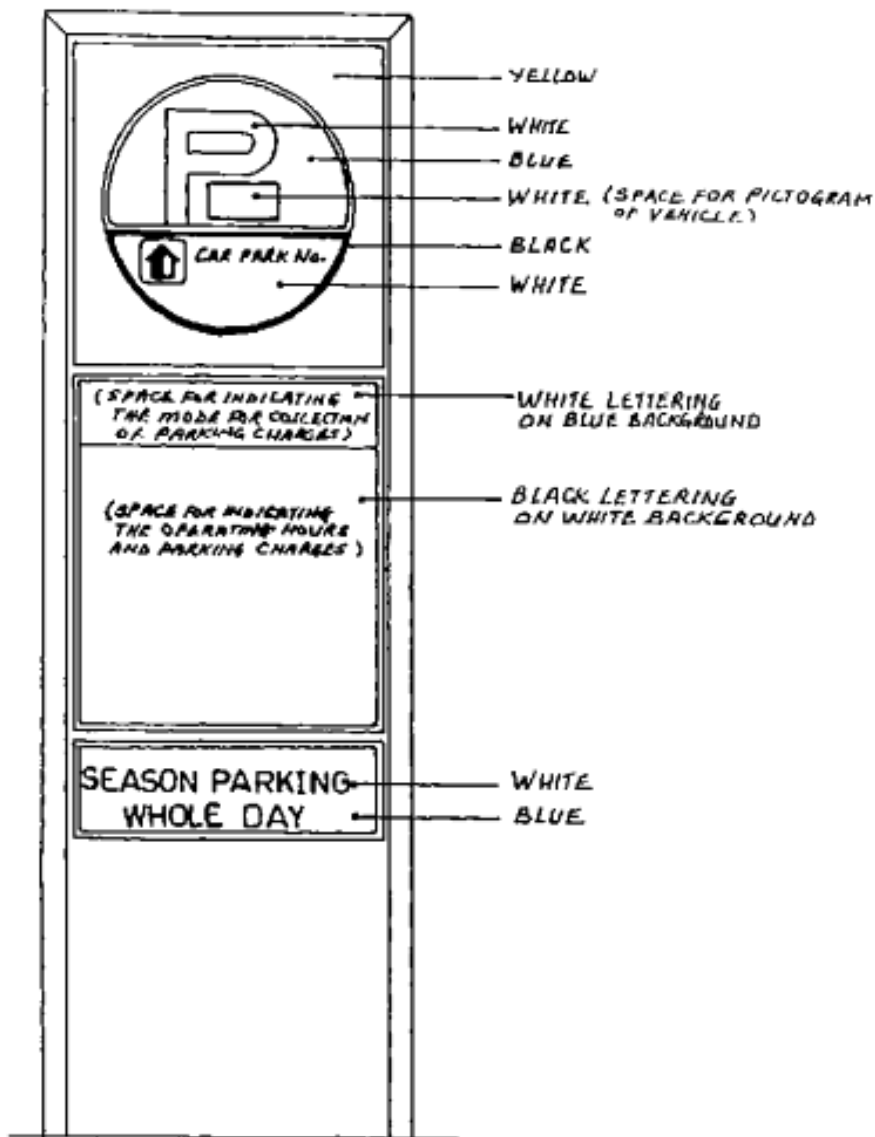 YELLOW
P
WHITE
BLUE
WHITE (SPACE FOR PICTOGRAM
OF VEHICLE)
BLACK
CAR PARK No.
WHITE
(SPACE FOR INDICATING
THE MODE FOR COLLECTION
OF PARKING CHARGES)
WHITE LETTERING
ON BLUE BACKGROUND
(SPACE FOR INDICATING
THE OPERATING HOURS
AND PARKING CHARGES)
BLACK LETTERING
ON WHITE BACKGROUND
SEASON PARKING
WHOLE DAY
WHITE
BLUE